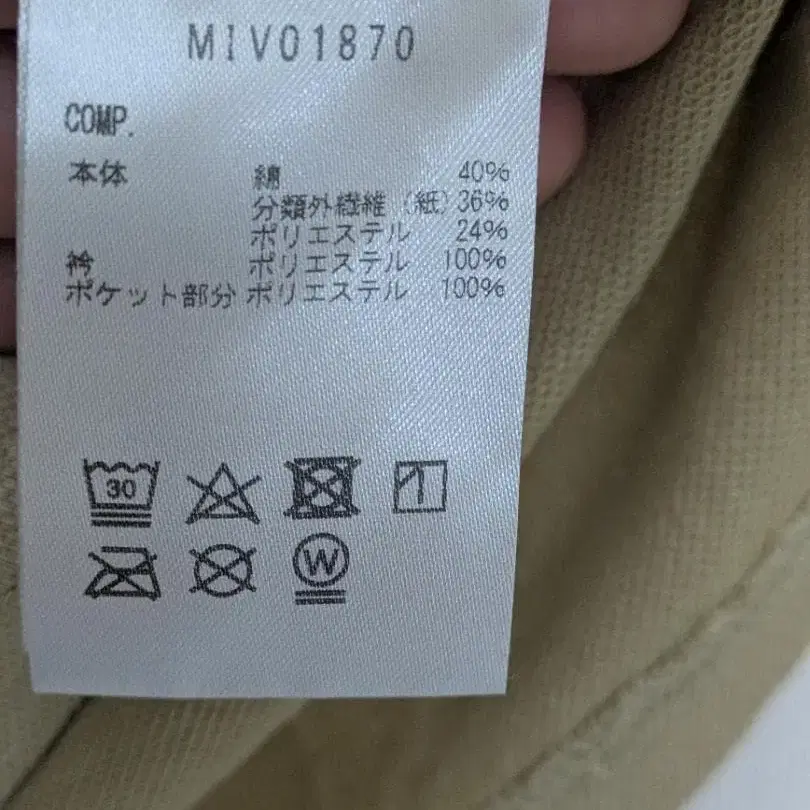 MIV01870
COMP.
本体 綿 40%
分類外繊維(紙) 36%
ポリエステル 24%
衿 ポリエステル 100%
ポケット部分 ポリエステル 100%
30
W